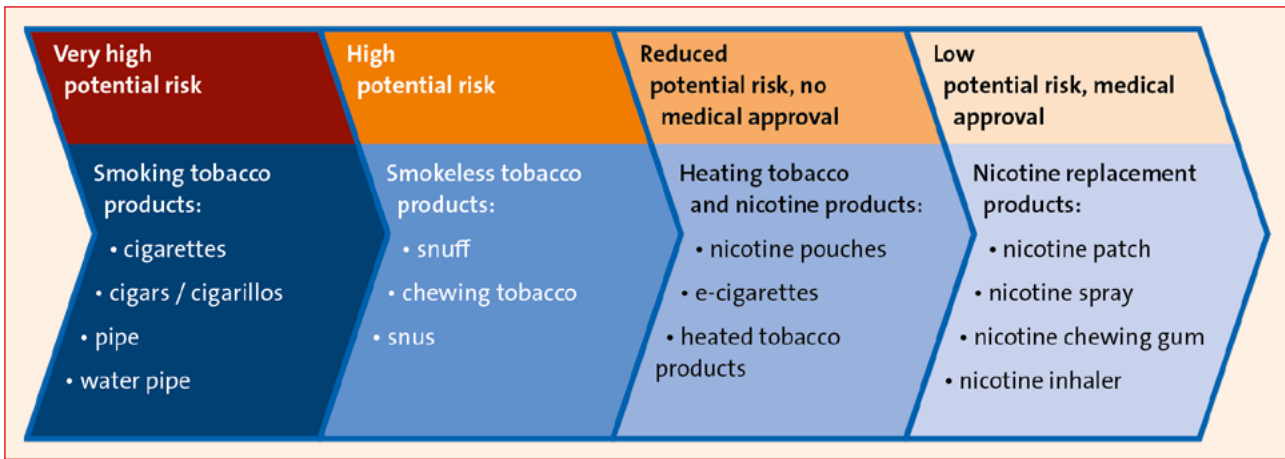 Very high
potential risk
Smoking tobacco
products:
• cigarettes
• cigars / cigarillos
• pipe
• water pipe
High
potential risk
Smokeless tobacco
products:
• snuff
• chewing tobacco
• snus
Reduced
potential risk, no
medical approval
Heating tobacco
and nicotine products:
• nicotine pouches
• e-cigarettes
• heated tobacco
products
Low
potential risk, medical
approval
Nicotine replacement
products:
• nicotine patch
• nicotine spray
• nicotine chewing gum
• nicotine inhaler